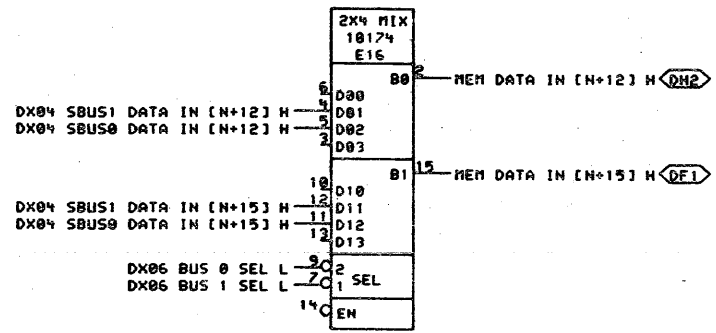 2X4 MIX
10174
E16
B0 2 MEM DATA IN [N+12] H DH2
6 D00
DX04 SBUS1 DATA IN [N+12] H 4 D01
DX04 SBUS0 DATA IN [N+12] H 5 D02
3 D03
B1 15 MEM DATA IN [N+15] H DF1
10 D10
DX04 SBUS1 DATA IN [N+15] H 12 D11
DX04 SBUS0 DATA IN [N+15] H 11 D12
13 D13
DX06 BUS 0 SEL L 9 2 SEL
DX06 BUS 1 SEL L 7 1
14 EN